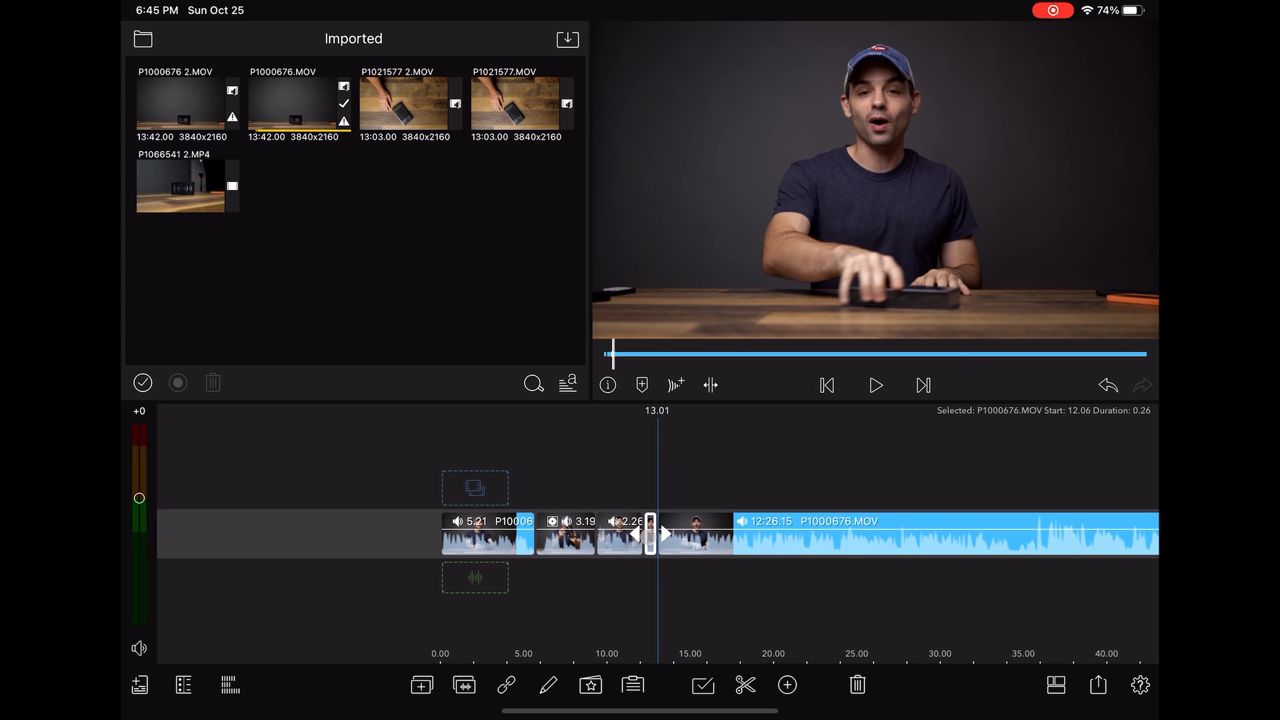 6:45 PM Sun Oct 25
74%
Imported
P1000676 2.MOV
P1000676.MOV
P1021577 2.MOV
P1021577.MOV
13:42.00 3840x2160
13:42.00 3840x2160
13:03.00 3840x2160
13:03.00 3840x2160
P1066541 2.MP4
+0
13.01
Selected: P1000676.MOV Start: 12.06 Duration: 0.26
5.21 P10006
3.19
2.26
12:26.15 P1000676.MOV
0.00 5.00 10.00 15.00 20.00 25.00 30.00 35.00 40.00